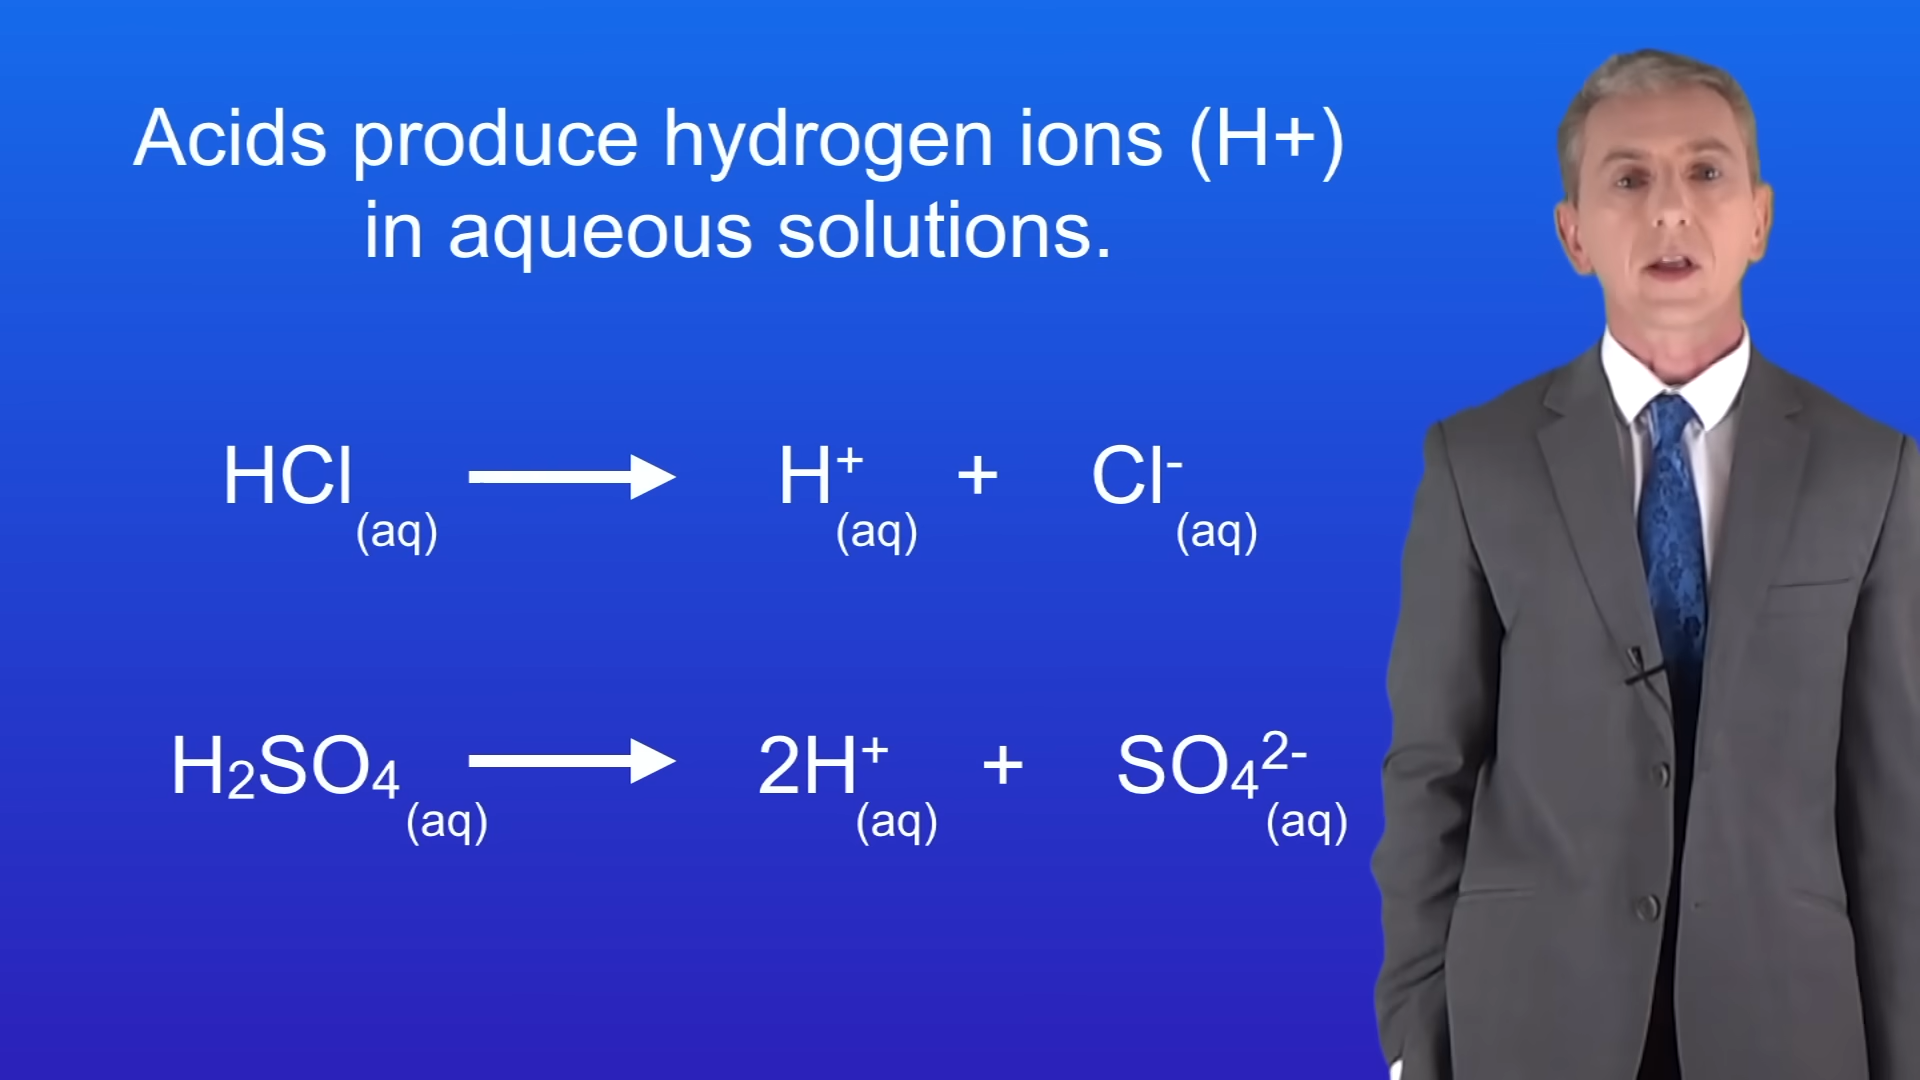 Acids produce hydrogen ions (H+)
in aqueous solutions.
HCl(aq) → H⁺(aq) + Cl⁻(aq)
H₂SO₄(aq) → 2H⁺(aq) + SO₄²⁻(aq)